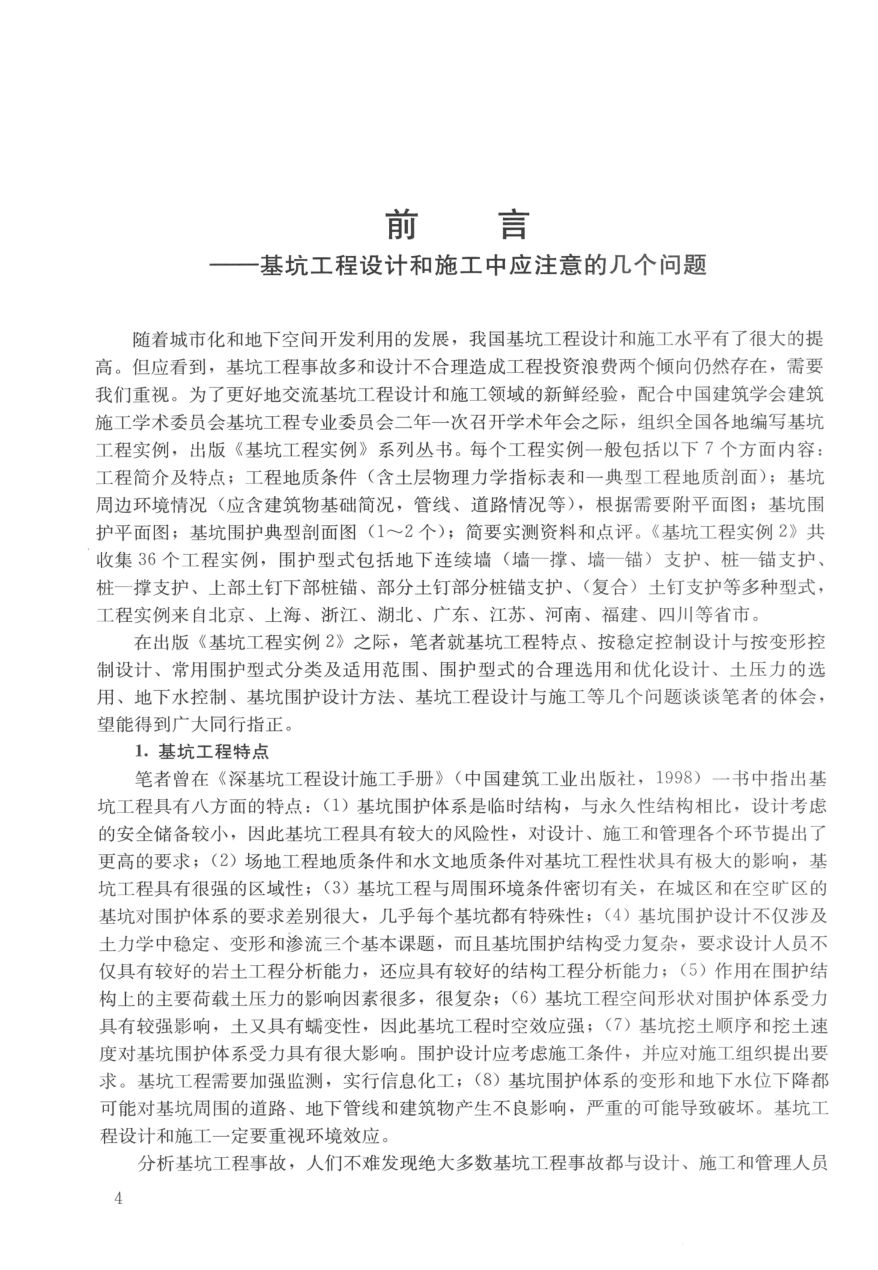 前 言
——基坑工程设计和施工中应注意的几个问题
随着城市化和地下空间开发利用的发展，我国基坑工程设计和施工水平有了很大的提
高。但应看到，基坑工程事故多和设计不合理造成工程投资浪费两个倾向仍然存在，需要
我们重视。为了更好地交流基坑工程设计和施工领域的新鲜经验，配合中国建筑学会建筑
施工学术委员会基坑工程专业委员会二年一次召开学术年会之际，组织全国各地编写基坑
工程实例，出版《基坑工程实例》系列丛书。每个工程实例一般包括以下 7 个方面内容：
工程简介及特点；工程地质条件（含土层物理力学指标表和一典型工程地质剖面）；基坑
周边环境情况（应含建筑物基础简况，管线、道路情况等），根据需要附平面图；基坑围
护平面图；基坑围护典型剖面图（1～2 个）；简要实测资料和点评。《基坑工程实例 2》共
收集 36 个工程实例，围护型式包括地下连续墙（墙—撑、墙—锚）支护、桩—锚支护、
桩—撑支护、上部土钉下部桩锚、部分土钉部分桩锚支护、（复合）土钉支护等多种型式，
工程实例来自北京、上海、浙江、湖北、广东、江苏、河南、福建、四川等省市。
在出版《基坑工程实例 2》之际，笔者就基坑工程特点、按稳定控制设计与按变形控
制设计、常用围护型式分类及适用范围、围护型式的合理选用和优化设计、土压力的选
用、地下水控制、基坑围护设计方法、基坑工程设计与施工等几个问题谈谈笔者的体会，
望能得到广大同行指正。
1. 基坑工程特点
笔者曾在《深基坑工程设计施工手册》（中国建筑工业出版社，1998）一书中指出基
坑工程具有八方面的特点：（1）基坑围护体系是临时结构，与永久性结构相比，设计考虑
的安全储备较小，因此基坑工程具有较大的风险性，对设计、施工和管理各个环节提出了
更高的要求；（2）场地工程地质条件和水文地质条件对基坑工程性状具有极大的影响，基
坑工程具有很强的区域性；（3）基坑工程与周围环境条件密切有关，在城区和在空旷区的
基坑对围护体系的要求差别很大，几乎每个基坑都有特殊性；（4）基坑围护设计不仅涉及
土力学中稳定、变形和渗流三个基本课题，而且基坑围护结构受力复杂，要求设计人员不
仅具有较好的岩土工程分析能力，还应具有较好的结构工程分析能力；（5）作用在围护结
构上的主要荷载土压力的影响因素很多，很复杂；（6）基坑工程空间形状对围护体系受力
具有较强影响，土又具有蠕变性，因此基坑工程时空效应强；（7）基坑挖土顺序和挖土速
度对基坑围护体系受力具有很大影响。围护设计应考虑施工条件，并应对施工组织提出要
求。基坑工程需要加强监测，实行信息化工；（8）基坑围护体系的变形和地下水位下降都
可能对基坑周围的道路、地下管线和建筑物产生不良影响，严重的可能导致破坏。基坑工
程设计和施工一定要重视环境效应。
分析基坑工程事故，人们不难发现绝大多数基坑工程事故都与设计、施工和管理人员
4